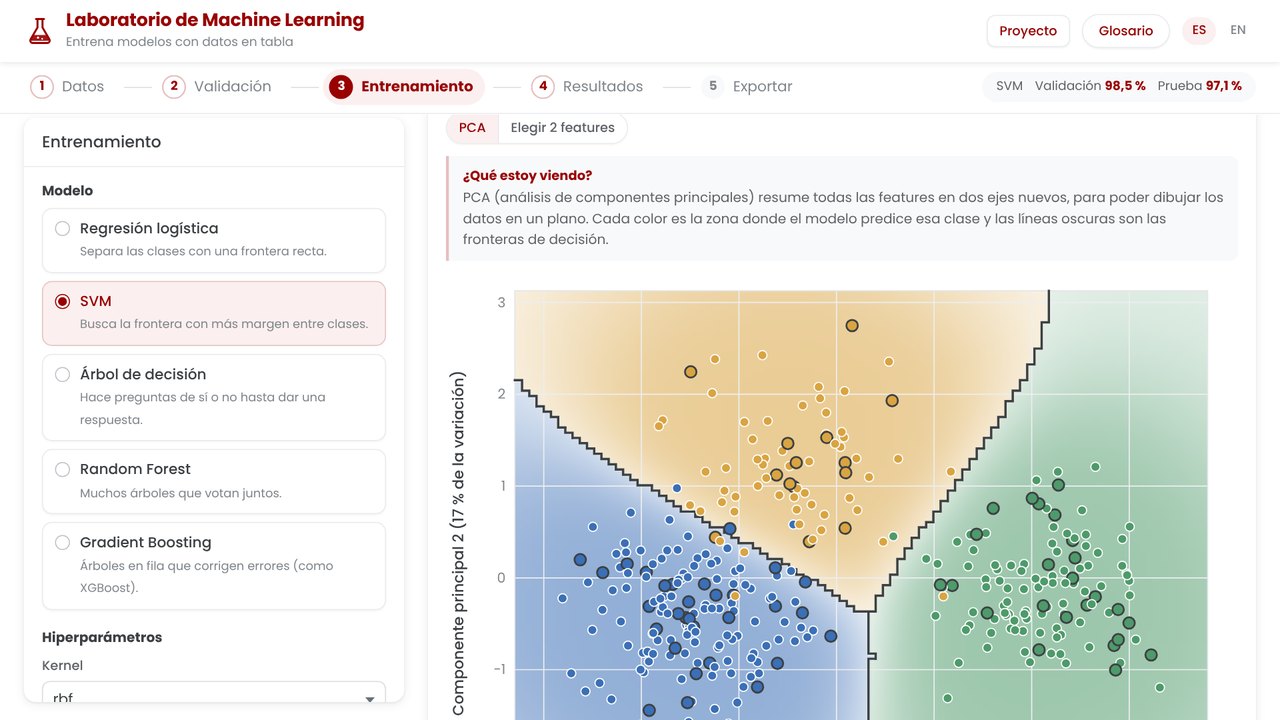 Laboratorio de Machine Learning
Entrena modelos con datos en tabla
Proyecto
Glosario
ES
EN
1 Datos
2 Validación
3 Entrenamiento
4 Resultados
5 Exportar
SVM Validación 98,5 % Prueba 97,1 %
Entrenamiento
Modelo
Regresión logística
Separa las clases con una frontera recta.
SVM
Busca la frontera con más margen entre clases.
Árbol de decisión
Hace preguntas de sí o no hasta dar una
respuesta.
Random Forest
Muchos árboles que votan juntos.
Gradient Boosting
Árboles en fila que corrigen errores (como
XGBoost).
Hiperparámetros
Kernel
rbf
PCA
Elegir 2 features
¿Qué estoy viendo?
PCA (análisis de componentes principales) resume todas las features en dos ejes nuevos, para poder dibujar los
datos en un plano. Cada color es la zona donde el modelo predice esa clase y las líneas oscuras son las
fronteras de decisión.
Componente principal 2 (17 % de la variación)
3
2
1
0
−1